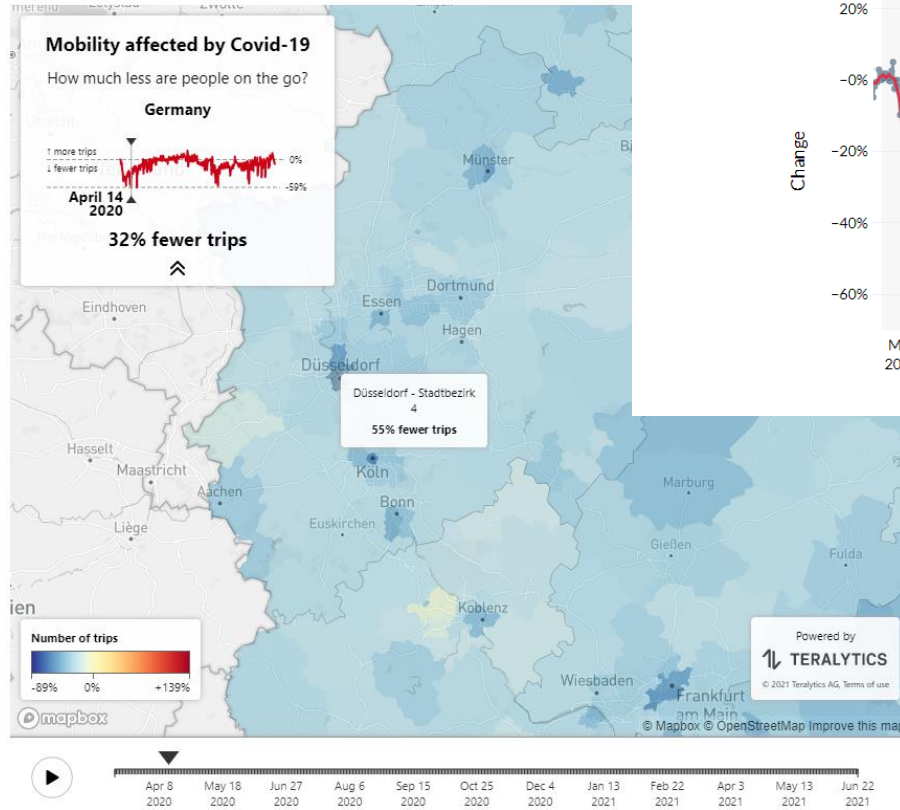 Mobility affected by Covid-19
How much less are people on the go?
Germany
↑ more trips
↓ fewer trips
0%
-59%
April 14
2020
32% fewer trips
Münster
Eindhoven
Essen
Dortmund
Hagen
Düsseldorf
Düsseldorf - Stadtbezirk
4
55% fewer trips
Hasselt
Maastricht
Aachen
Köln
Bonn
Liège
Euskirchen
Marburg
Gießen
Fulda
Koblenz
ien
Wiesbaden
Frankfurt
am Main
Number of trips
-89% 0% +139%
mapbox
Powered by
TERALYTICS
© 2021 Teralytics AG, Terms of use
© Mapbox © OpenStreetMap Improve this map
20%
−0%
−20%
−40%
−60%
Change
M
20
Apr 8 2020
May 18 2020
Jun 27 2020
Aug 6 2020
Sep 15 2020
Oct 25 2020
Dec 4 2020
Jan 13 2021
Feb 22 2021
Apr 3 2021
May 13 2021
Jun 22 2021